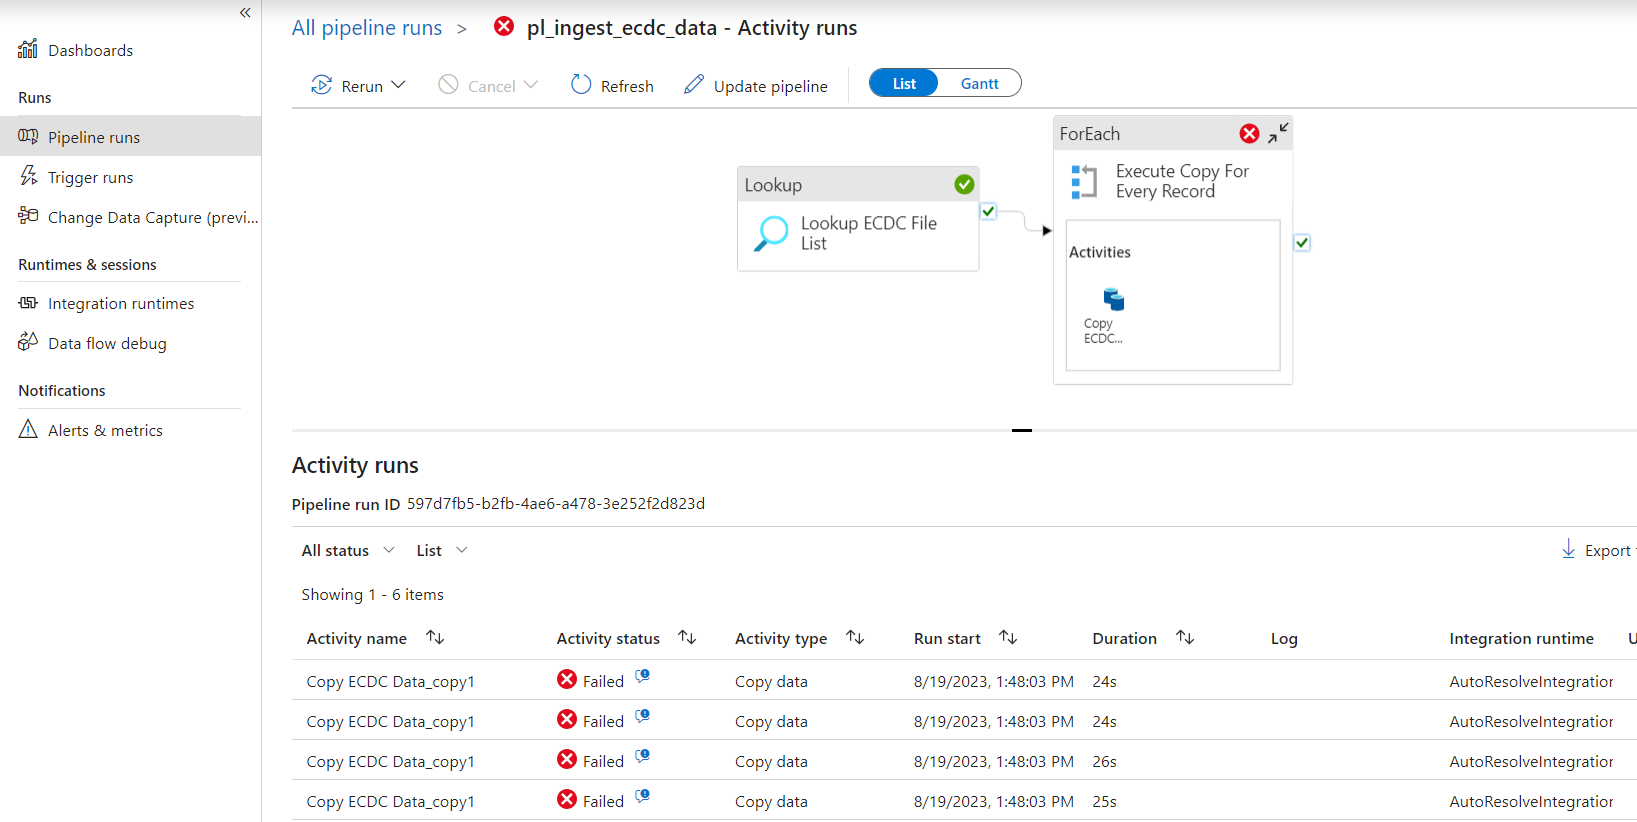 «
Dashboards
Runs
Pipeline runs
Trigger runs
Change Data Capture (previ...
Runtimes & sessions
Integration runtimes
Data flow debug
Notifications
Alerts & metrics
All pipeline runs > pl_ingest_ecdc_data - Activity runs
Rerun Cancel Refresh Update pipeline List Gantt
Lookup
Lookup ECDC File
List
ForEach
Execute Copy For
Every Record
Activities
Copy
ECDC...
Activity runs
Pipeline run ID 597d7fb5-b2fb-4ae6-a478-3e252f2d823d
All status List Export
Showing 1 - 6 items
Activity name Activity status Activity type Run start Duration Log Integration runtime U
Copy ECDC Data_copy1 Failed Copy data 8/19/2023, 1:48:03 PM 24s AutoResolveIntegration
Copy ECDC Data_copy1 Failed Copy data 8/19/2023, 1:48:03 PM 24s AutoResolveIntegration
Copy ECDC Data_copy1 Failed Copy data 8/19/2023, 1:48:03 PM 26s AutoResolveIntegration
Copy ECDC Data_copy1 Failed Copy data 8/19/2023, 1:48:03 PM 25s AutoResolveIntegration